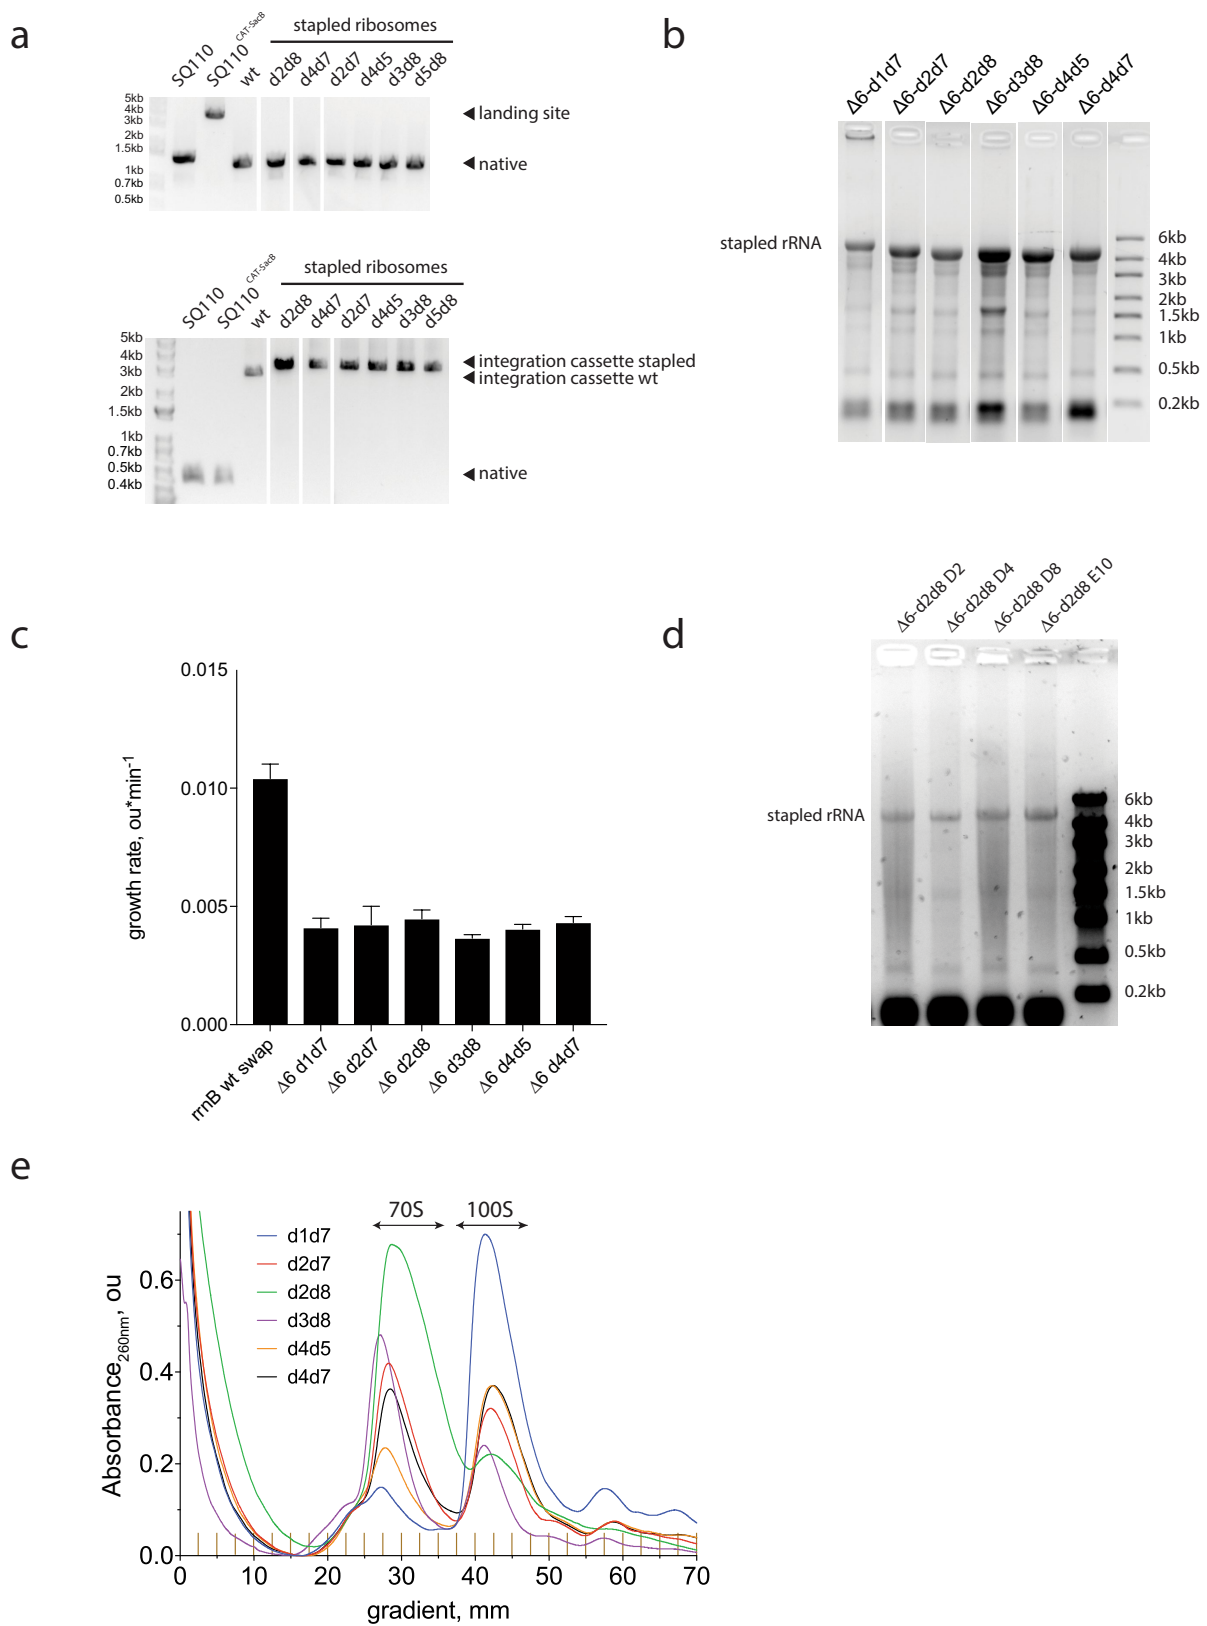 a
stapled ribosomes
SQ110
SQ110CAT-SacB
wt
d2d8
d4d7
d2d7
d4d5
d3d8
d5d8
5kb
4kb
3kb
2kb
1.5kb
1kb
0.7kb
0.5kb
landing site
native
stapled ribosomes
SQ110
SQ110CAT-SacB
wt
d2d8
d4d7
d2d7
d4d5
d3d8
d5d8
5kb
4kb
3kb
2kb
1.5kb
1kb
0.7kb
0.5kb
0.4kb
integration cassette stapled
integration cassette wt
native
b
Δ6-d1d7
Δ6-d2d7
Δ6-d2d8
Δ6-d3d8
Δ6-d4d5
Δ6-d4d7
stapled rRNA
6kb
4kb
3kb
2kb
1.5kb
1kb
0.5kb
0.2kb
c
growth rate, ou*min-1
0.015
0.010
0.005
0.000
rrnB wt swap
Δ6 d1d7
Δ6 d2d7
Δ6 d2d8
Δ6 d3d8
Δ6 d4d5
Δ6 d4d7
d
Δ6-d2d8 D2
Δ6-d2d8 D4
Δ6-d2d8 D8
Δ6-d2d8 E10
stapled rRNA
6kb
4kb
3kb
2kb
1.5kb
1kb
0.5kb
0.2kb
e
70S
100S
d1d7
d2d7
d2d8
d3d8
d4d5
d4d7
Absorbance260nm, ou
0.6
0.4
0.2
0.0
0
10
20
30
40
50
60
70
gradient, mm